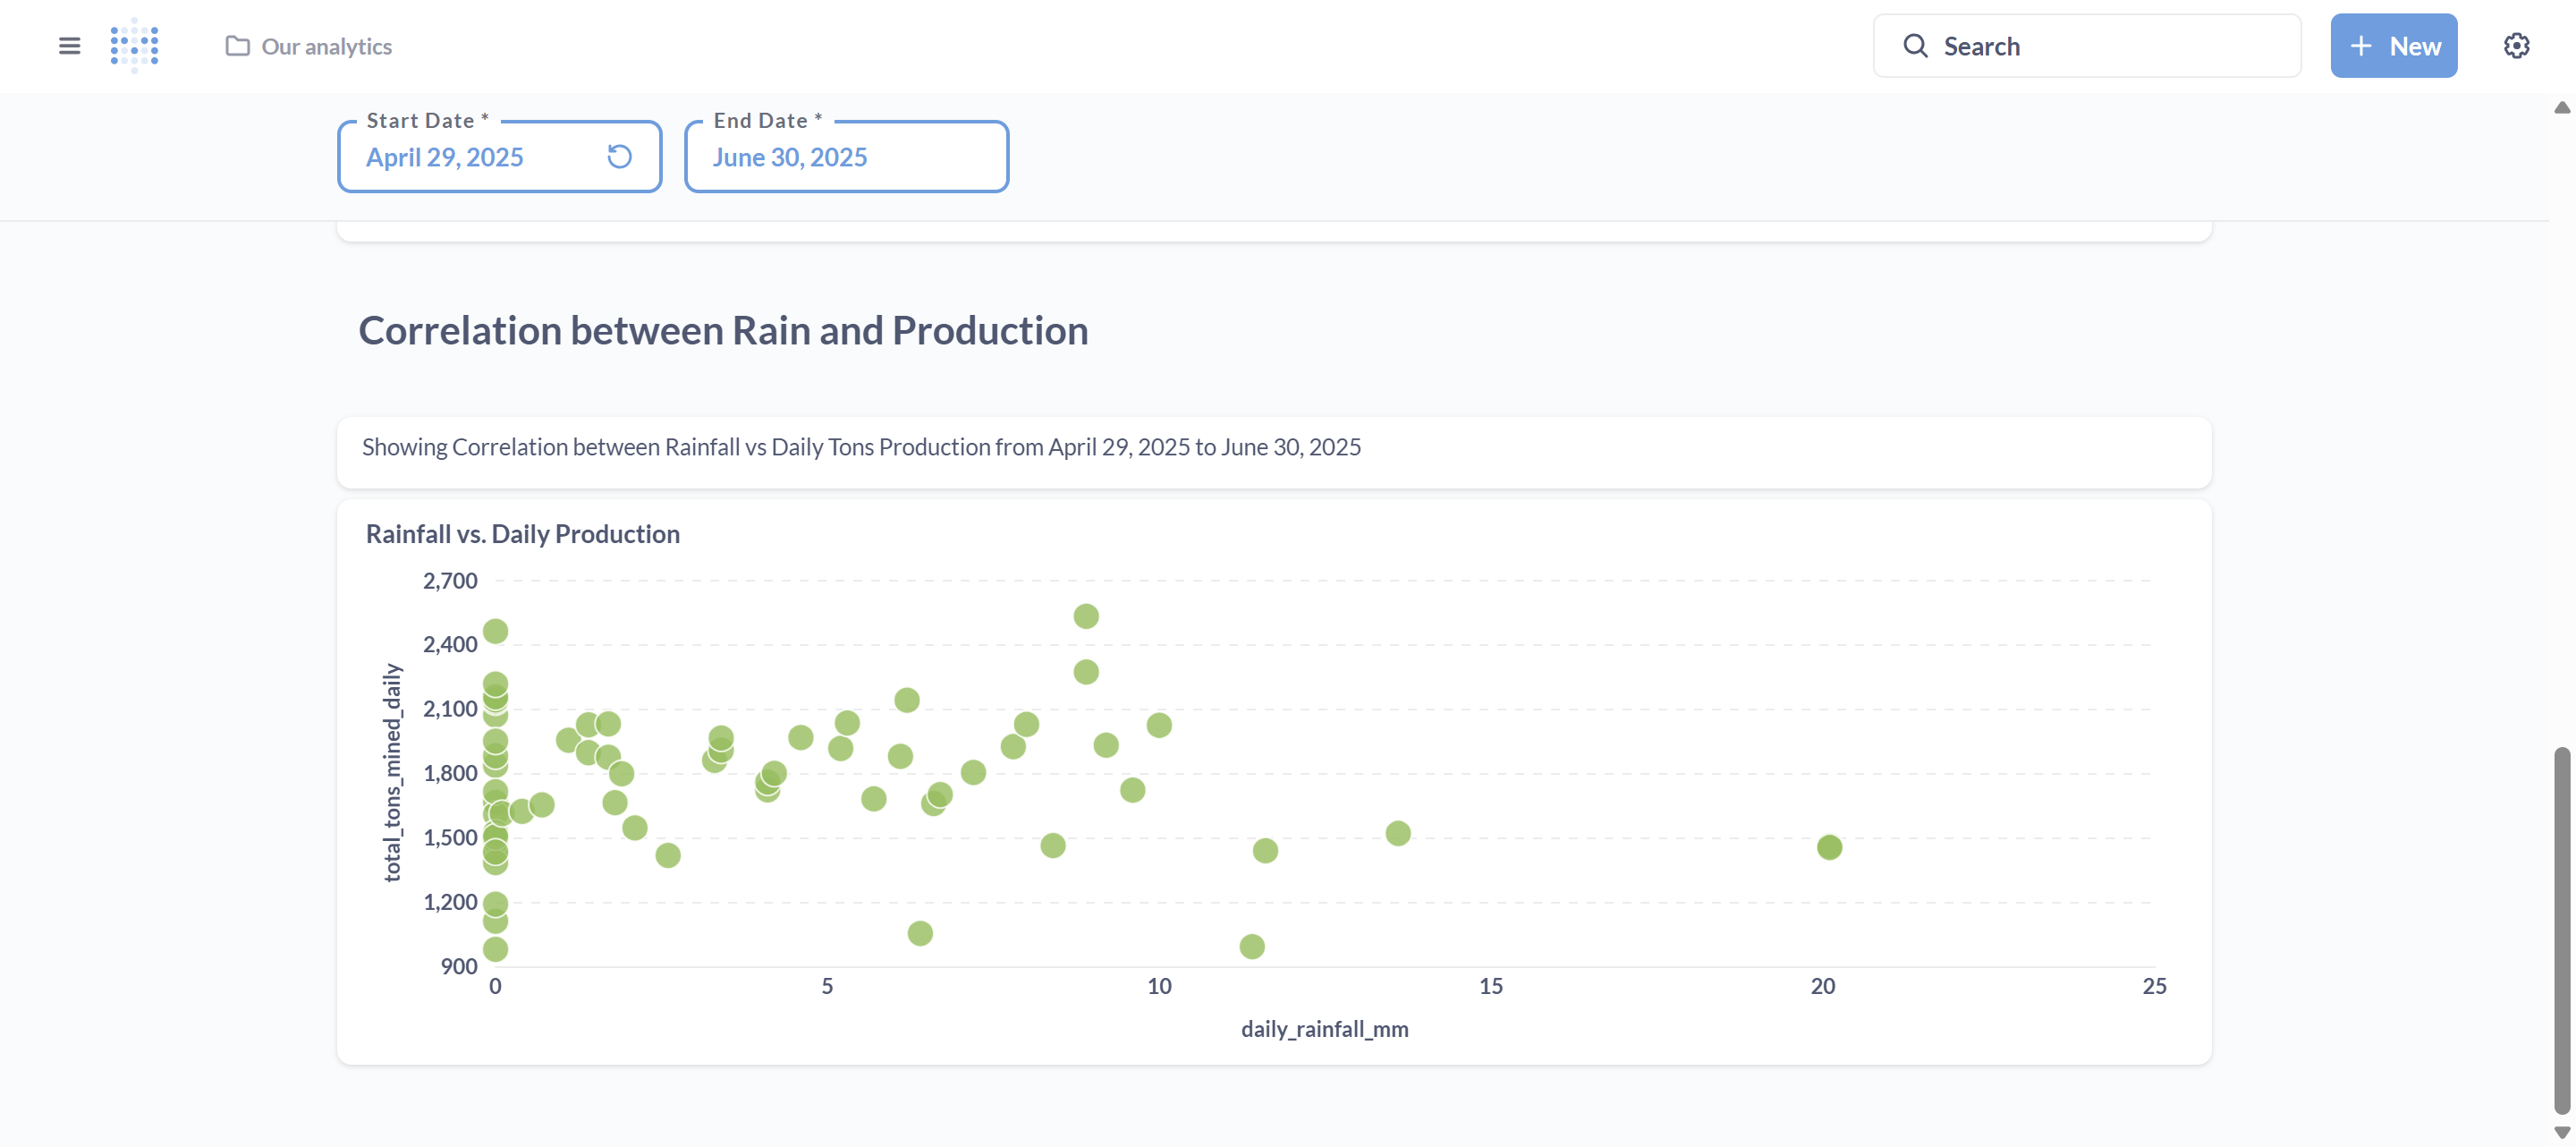 Our analytics
Search
New
Start Date *
April 29, 2025
End Date *
June 30, 2025
Correlation between Rain and Production
Showing Correlation between Rainfall vs Daily Tons Production from April 29, 2025 to June 30, 2025
Rainfall vs. Daily Production
2,700
2,400
2,100
1,800
1,500
1,200
900
total_tons_mined_daily
0 5 10 15 20 25
daily_rainfall_mm